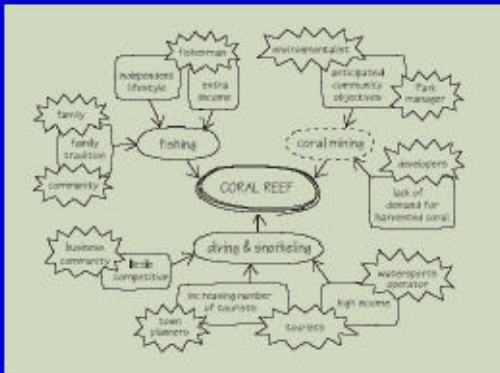 fisherman
environmentalist
independent
lifestyle
extra
income
anticipated
community
objectives
Park
manager
family
family
tradition
community
fishing
coral mining
developers
CORAL REEF
lack of
demand for
harvested coral
business
community
little
competition
diving & snorkeling
watersports
operator
increasing number
of tourists
high income
town
planners
tourists